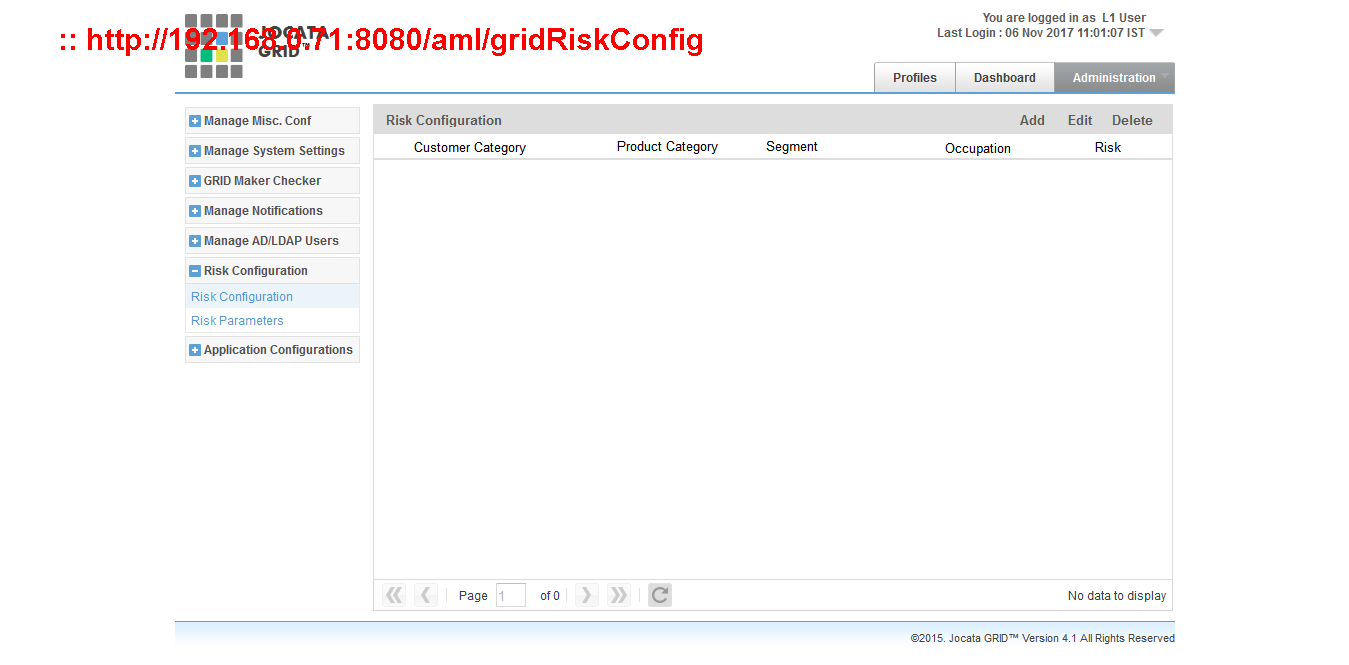 You are logged in as L1 User
:: http://192.168.0.71:8080/aml/gridRiskConfig
JOCATA
GRID™
Last Login : 06 Nov 2017 11:01:07 IST
Profiles Dashboard Administration
Manage Misc. Conf
Manage System Settings
GRID Maker Checker
Manage Notifications
Manage AD/LDAP Users
Risk Configuration
Risk Configuration
Risk Parameters
Application Configurations
Risk Configuration Add Edit Delete
Customer Category Product Category Segment Occupation Risk
Page 1 of 0 No data to display
©2015. Jocata GRID™ Version 4.1 All Rights Reserved